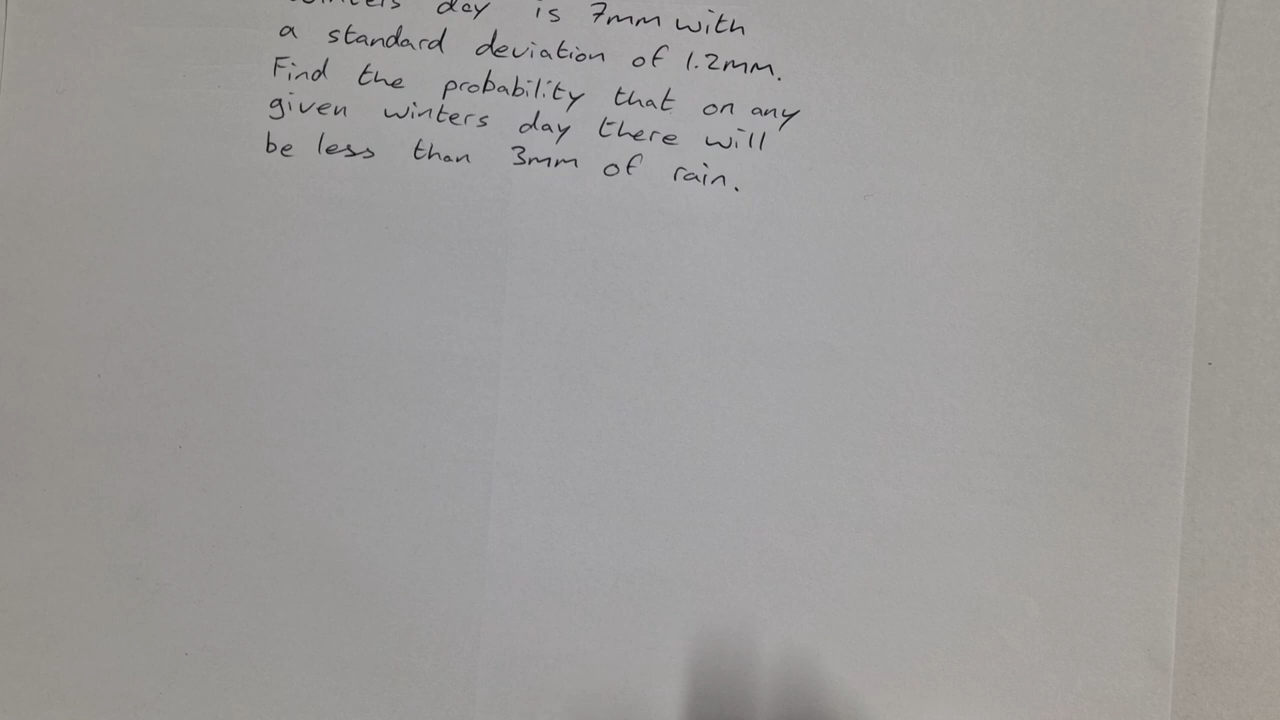 winters day is 7mm with
a standard deviation of 1.2mm.
Find the probability that on any
given winters day there will
be less than 3mm of rain.